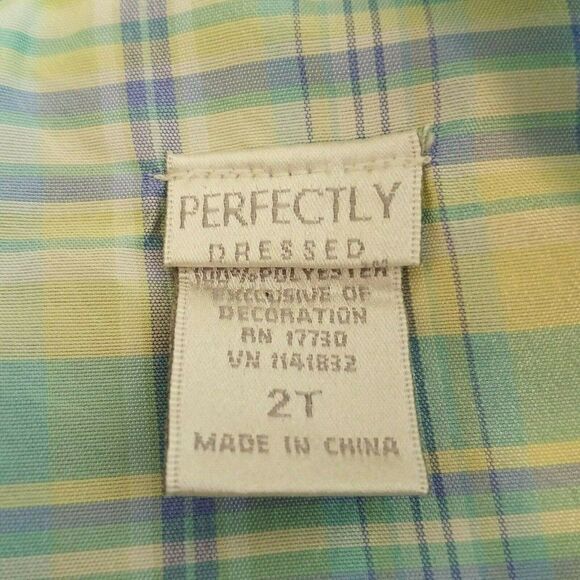 PERFECTLY
DRESSED
100% POLYESTER
EXCLUSIVE OF
DECORATION
RN 17730
VN 1141832
2T
MADE IN CHINA